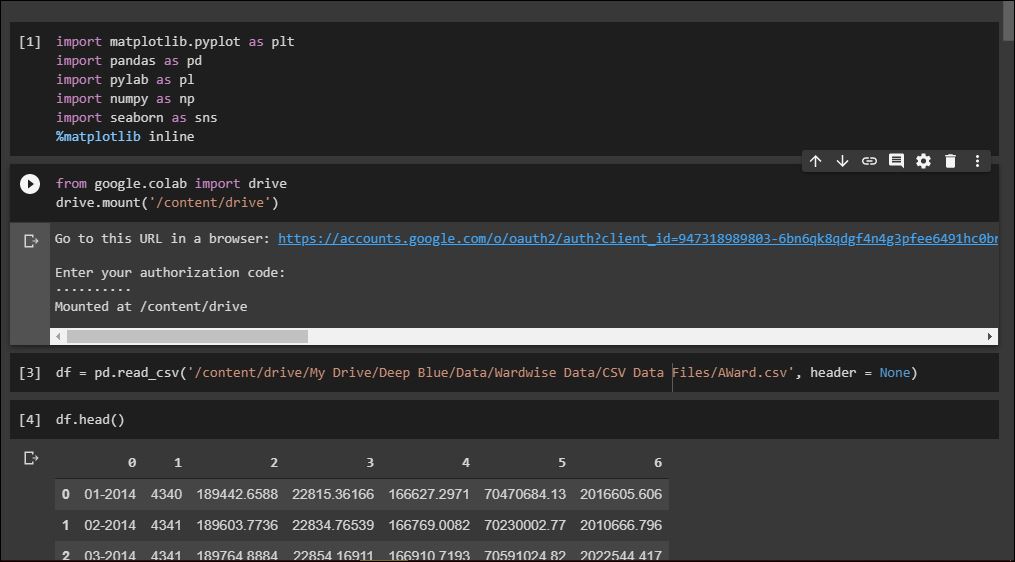 [1] import matplotlib.pyplot as plt
import pandas as pd
import pylab as pl
import numpy as np
import seaborn as sns
%matplotlib inline
from google.colab import drive
drive.mount('/content/drive')
Go to this URL in a browser: https://accounts.google.com/o/oauth2/auth?client_id=947318989803-6bn6qk8qdgf4n4g3pfee6491hc0br
Enter your authorization code:
··········
Mounted at /content/drive
[3] df = pd.read_csv('/content/drive/My Drive/Deep Blue/Data/Wardwise Data/CSV Data Files/AWard.csv', header = None)
[4] df.head()
0 1 2 3 4 5 6
0 01-2014 4340 189442.6588 22815.36166 166627.2971 70470684.13 2016605.606
1 02-2014 4341 189603.7736 22834.76539 166769.0082 70230002.77 2010666.796
2 03-2014 4341 189764.8884 22854.16911 166910.7193 70591024.82 2022544.417